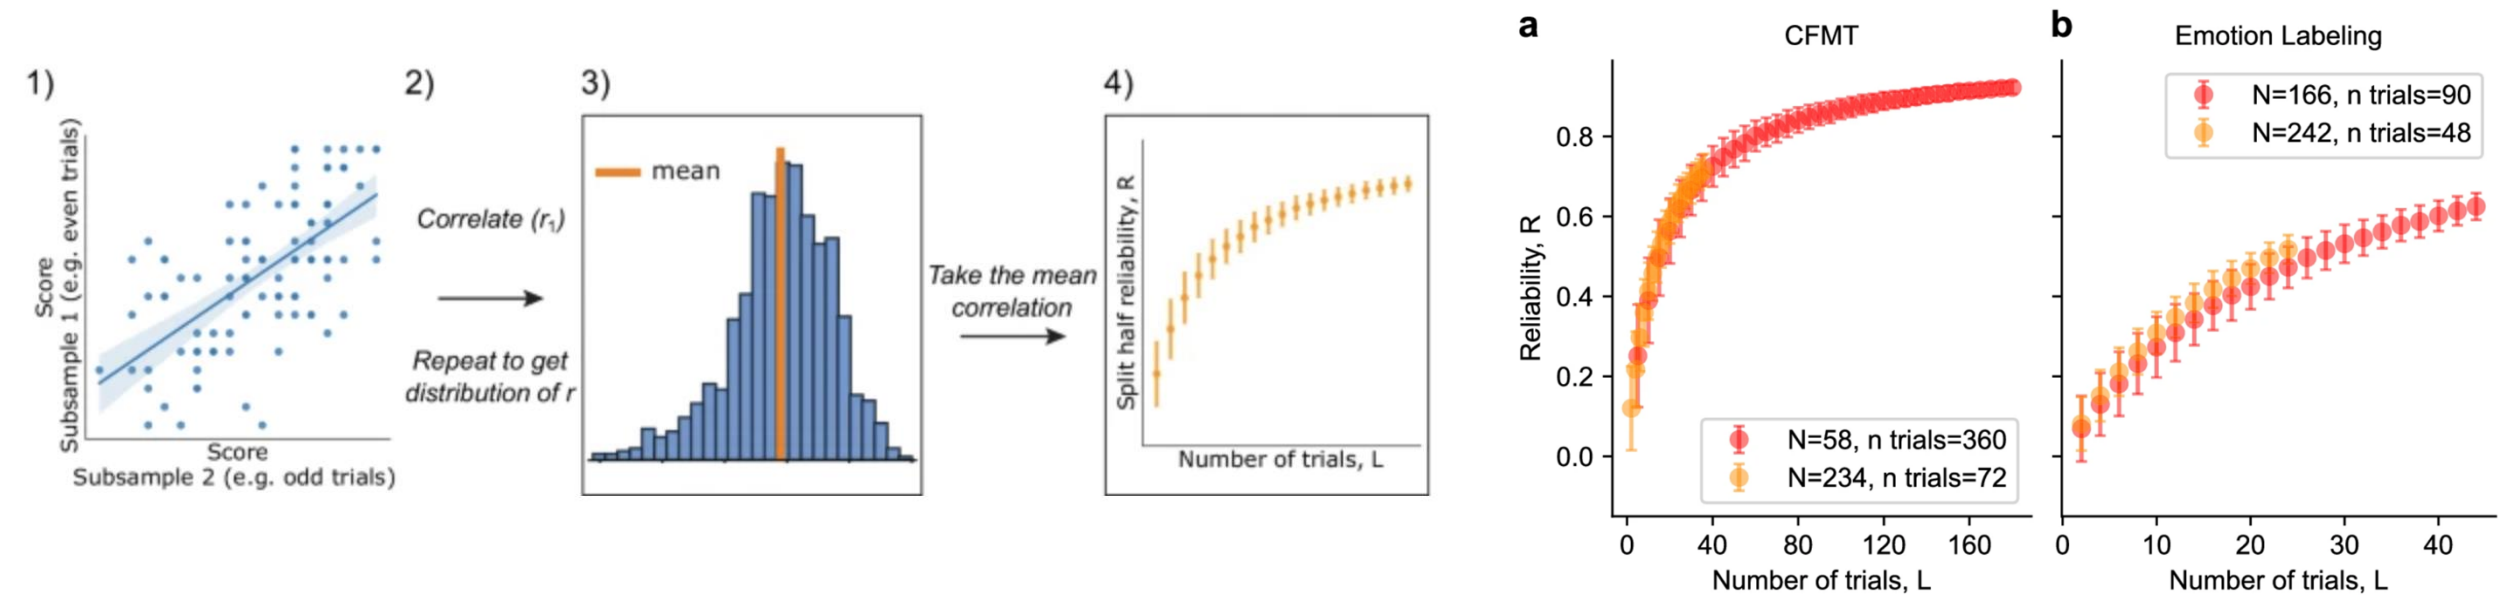 1)
Score
Subsample 1 (e.g. even trials)
Score
Subsample 2 (e.g. odd trials)
2)
Correlate (r₁)
Repeat to get
distribution of r
3)
mean
Take the mean
correlation
4)
Split half reliability, R
Number of trials, L
a
CFMT
Reliability, R
0.8
0.6
0.4
0.2
0.0
N=58, n trials=360
N=234, n trials=72
0 40 80 120 160
Number of trials, L
b
Emotion Labeling
N=166, n trials=90
N=242, n trials=48
0 10 20 30 40
Number of trials, L